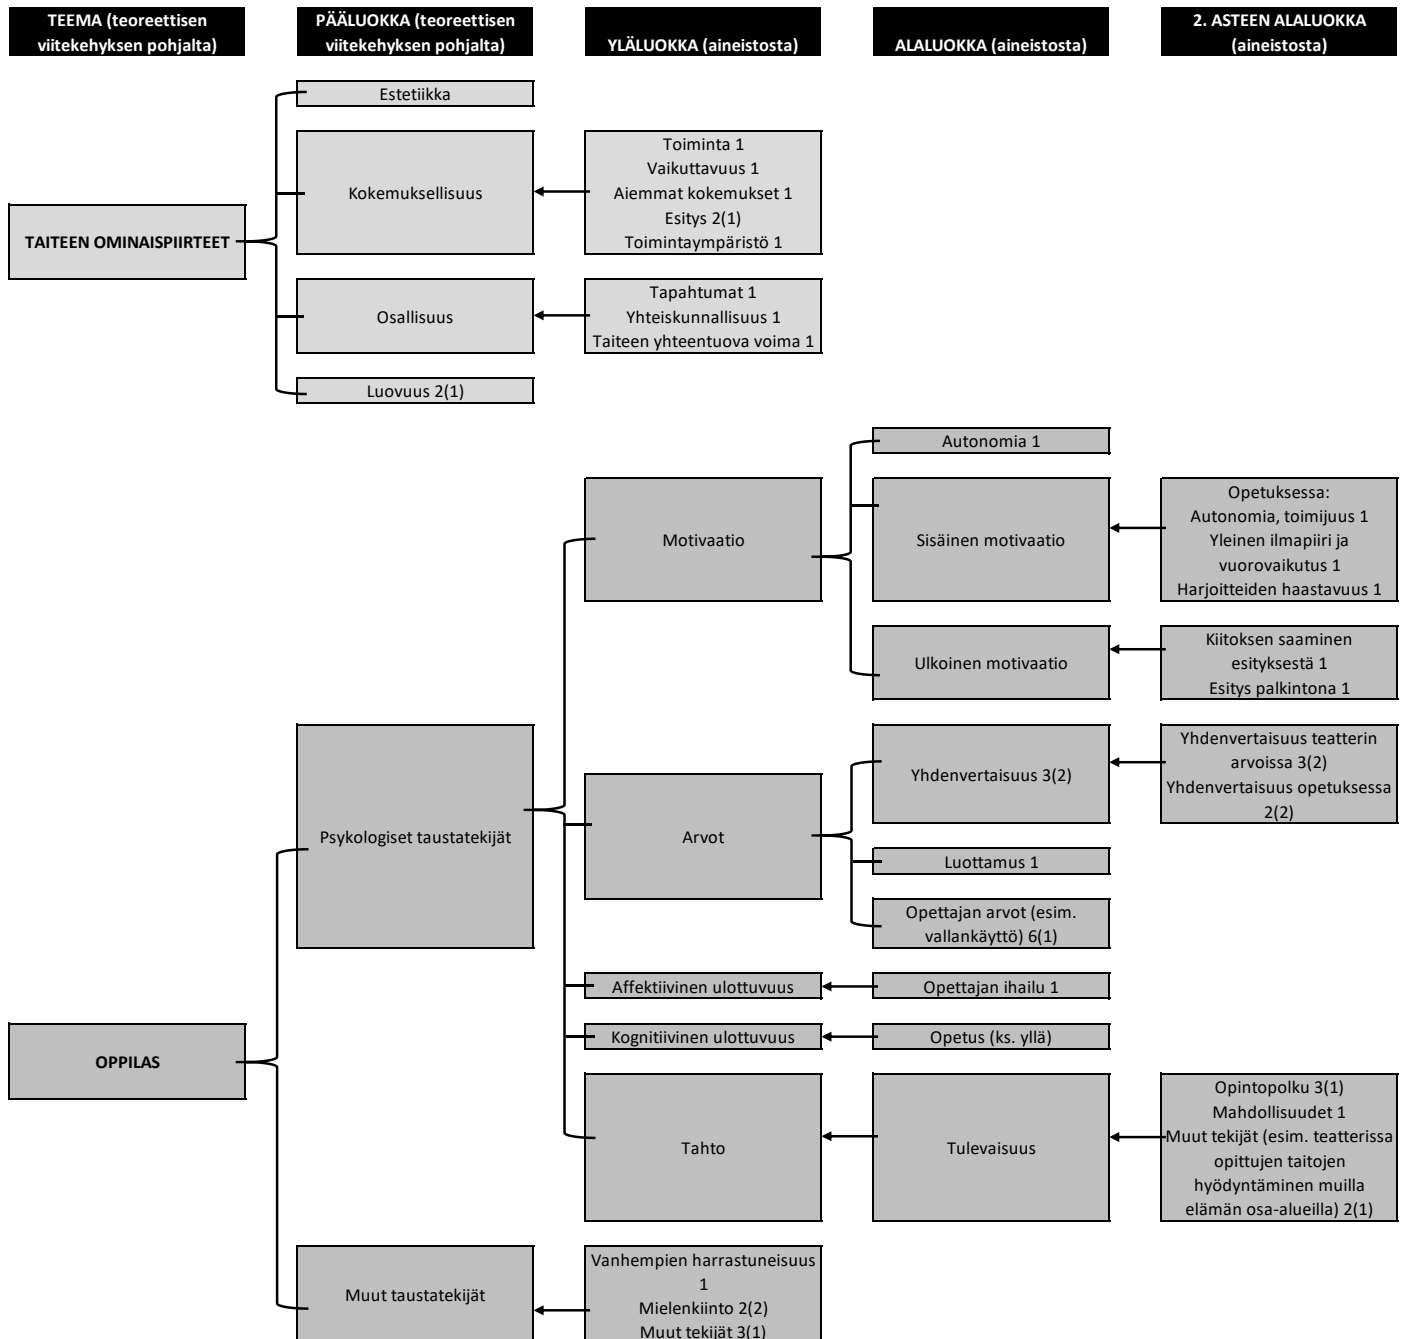 TEEMA (teoreettisen
viitekehyksen pohjalta)
PÄÄLUOKKA (teoreettisen
viitekehyksen pohjalta)
YLÄLUOKKA (aineistosta)
ALALUOKKA (aineistosta)
2. ASTEEN ALALUOKKA
(aineistosta)
TAITEEN OMINAISPIIRTEET
Estetiikka
Kokemuksellisuus
Toiminta 1
Vaikuttavuus 1
Aiemmat kokemukset 1
Esitys 2(1)
Toimintaympäristö 1
Osallisuus
Tapahtumat 1
Yhteiskunnallisuus 1
Taiteen yhteentuova voima 1
Luovuus 2(1)
OPPILAS
Psykologiset taustatekijät
Motivaatio
Autonomia 1
Sisäinen motivaatio
Opetuksessa:
Autonomia, toimijuus 1
Yleinen ilmapiiri ja
vuorovaikutus 1
Harjoitteiden haastavuus 1
Ulkoinen motivaatio
Kiitoksen saaminen
esityksestä 1
Esitys palkintona 1
Arvot
Yhdenvertaisuus 3(2)
Yhdenvertaisuus teatterin
arvoissa 3(2)
Yhdenvertaisuus opetuksessa
2(2)
Luottamus 1
Opettajan arvot (esim.
vallankäyttö) 6(1)
Affektiivinen ulottuvuus
Opettajan ihailu 1
Kognitiivinen ulottuvuus
Opetus (ks. yllä)
Tahto
Tulevaisuus
Opintopolku 3(1)
Mahdollisuudet 1
Muut tekijät (esim. teatterissa
opittujen taitojen
hyödyntäminen muilla
elämän osa-alueilla) 2(1)
Muut taustatekijät
Vanhempien harrastuneisuus
1
Mielenkiinto 2(2)
Muut tekijät 3(1)